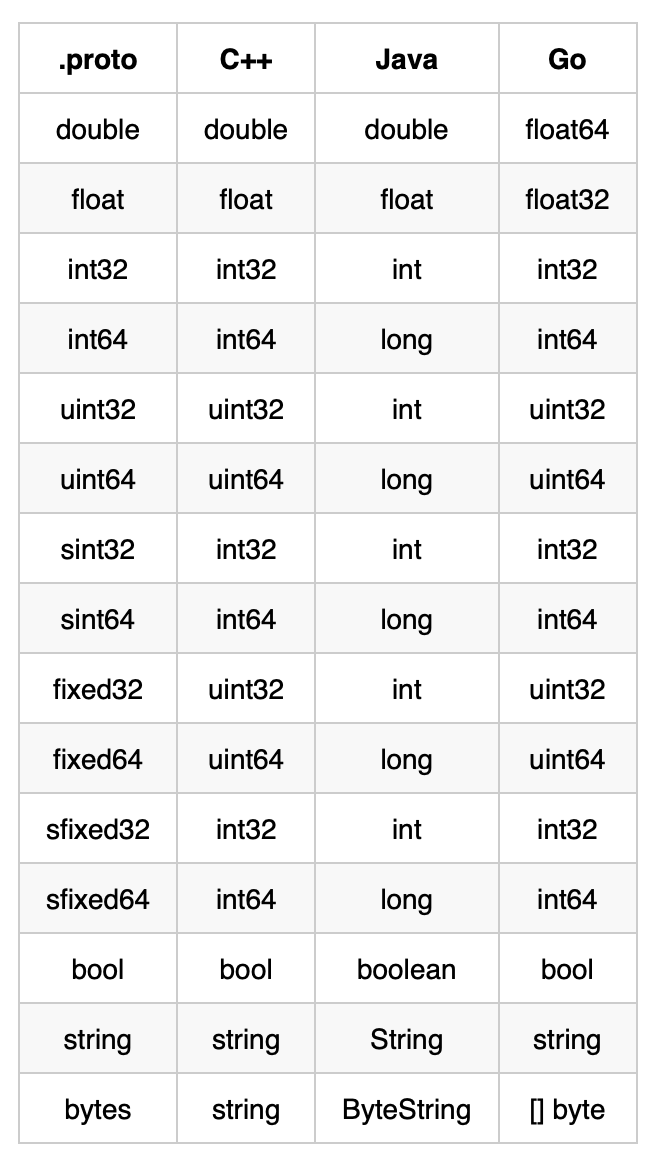 .proto C++ Java Go
double double double float64
float float float float32
int32 int32 int int32
int64 int64 long int64
uint32 uint32 int uint32
uint64 uint64 long uint64
sint32 int32 int int32
sint64 int64 long int64
fixed32 uint32 int uint32
fixed64 uint64 long uint64
sfixed32 int32 int int32
sfixed64 int64 long int64
bool bool boolean bool
string string String string
bytes string ByteString [] byte